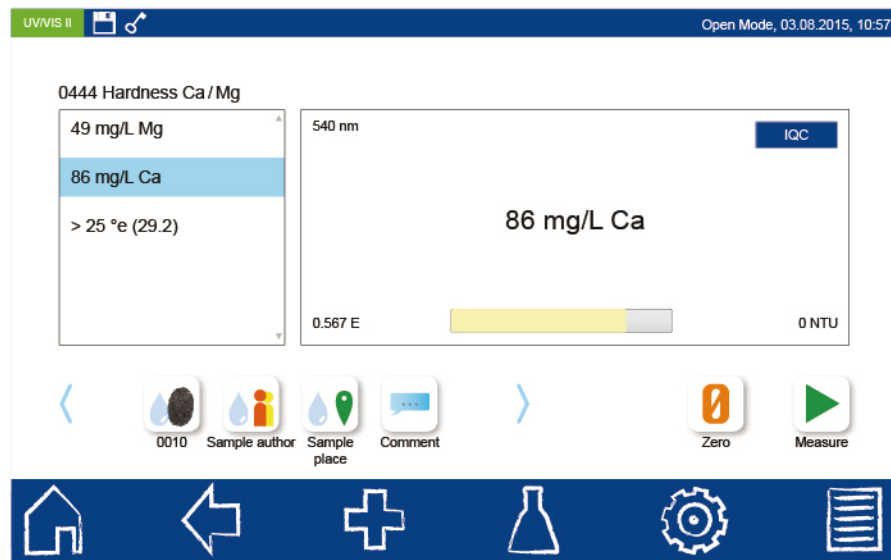 UV/VIS II
Open Mode, 03.08.2015, 10:57
0444 Hardness Ca/Mg
49 mg/L Mg
86 mg/L Ca
> 25 °e (29.2)
540 nm
IQC
86 mg/L Ca
0.567 E
0 NTU
0010
Sample author
Sample
place
Comment
Zero
Measure